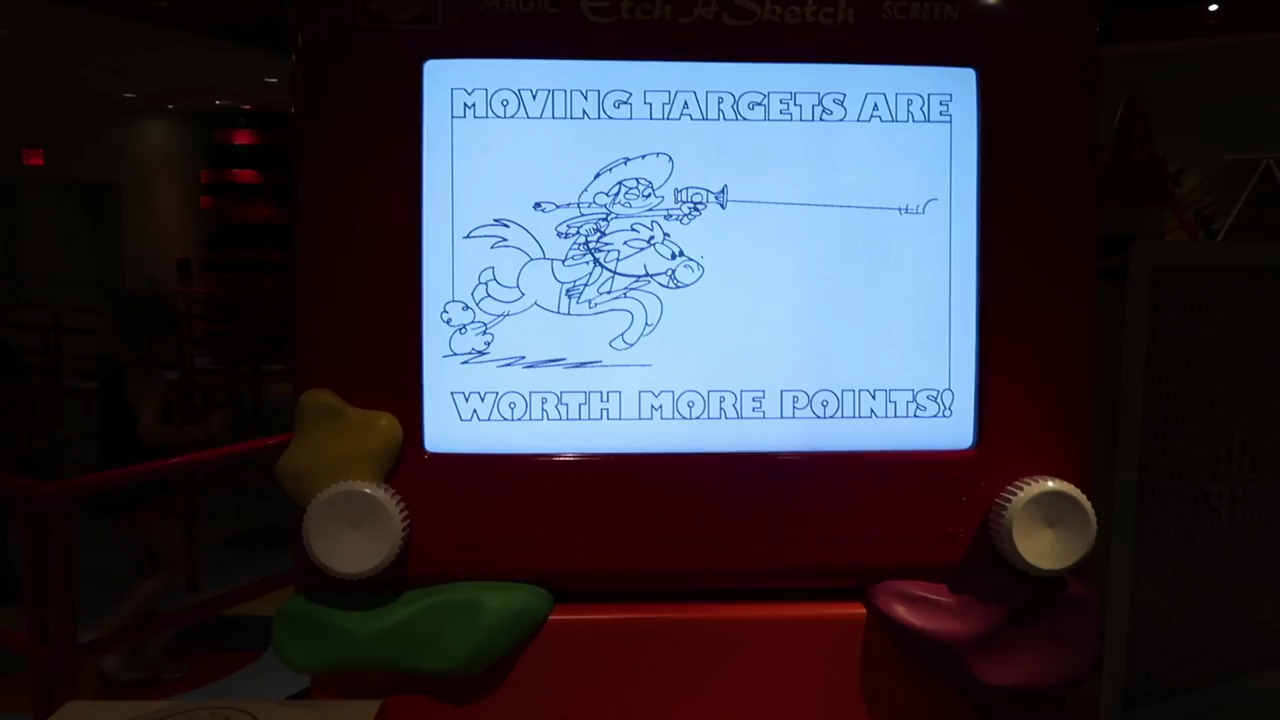 MAGIC Etch A Sketch SCREEN
MOVING TARGETS ARE
WORTH MORE POINTS!